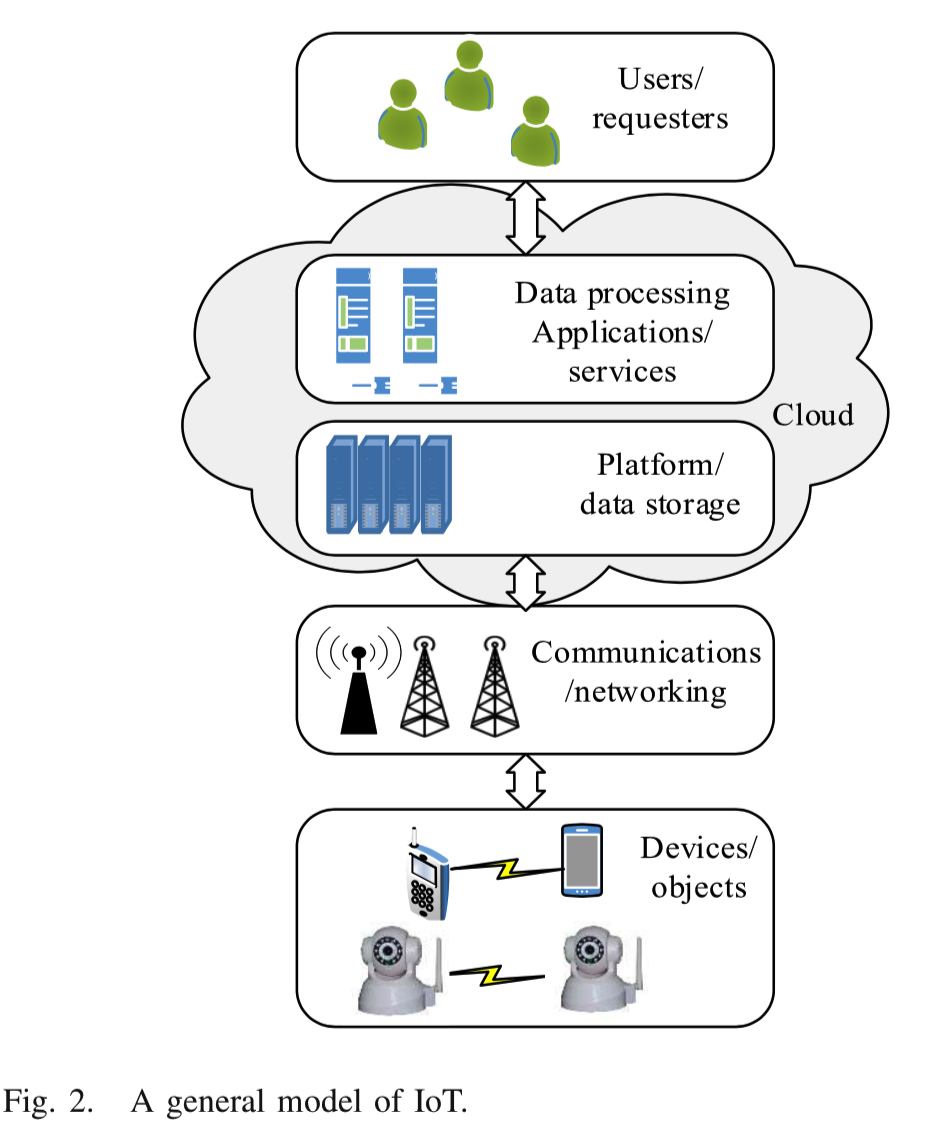 Users/
requesters
Data processing
Applications/
services
Cloud
Platform/
data storage
Communications
/networking
Devices/
objects
Fig. 2. A general model of IoT.